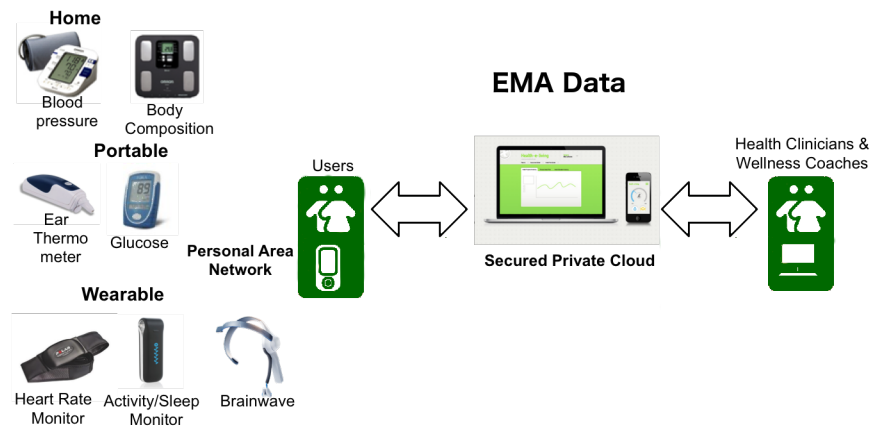 Home
Blood
pressure
Body
Composition
Portable
Ear
Thermo
meter
89
Glucose
Personal Area
Network
Wearable
Heart Rate
Monitor
Activity/Sleep
Monitor
Brainwave
Users
EMA Data
Secured Private Cloud
Health Clinicians &
Wellness Coaches